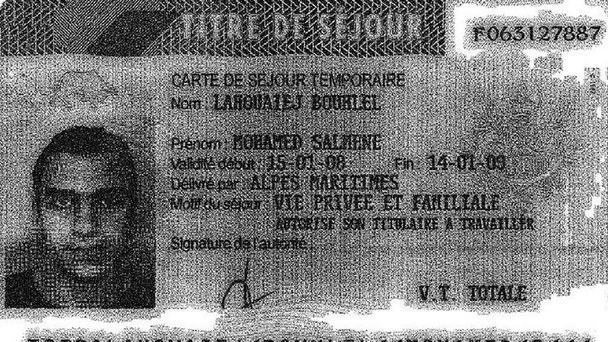 TITRE DE SÉJOUR
F063127887
CARTE DE SEJOUR TEMPORAIRE
Nom : LAHOUAIEJ BOUHLEL
Prénom : MOHAMED SALMENE
Validité début : 15-01-08 Fin : 14-01-09
Délivré par : ALPES MARITIMES
Motif du séjour : VIE PRIVEE ET FAMILIALE
AUTORISE SON TITULAIRE A TRAVAILLER
Signature de l'autorité :
V.T. TOTALE